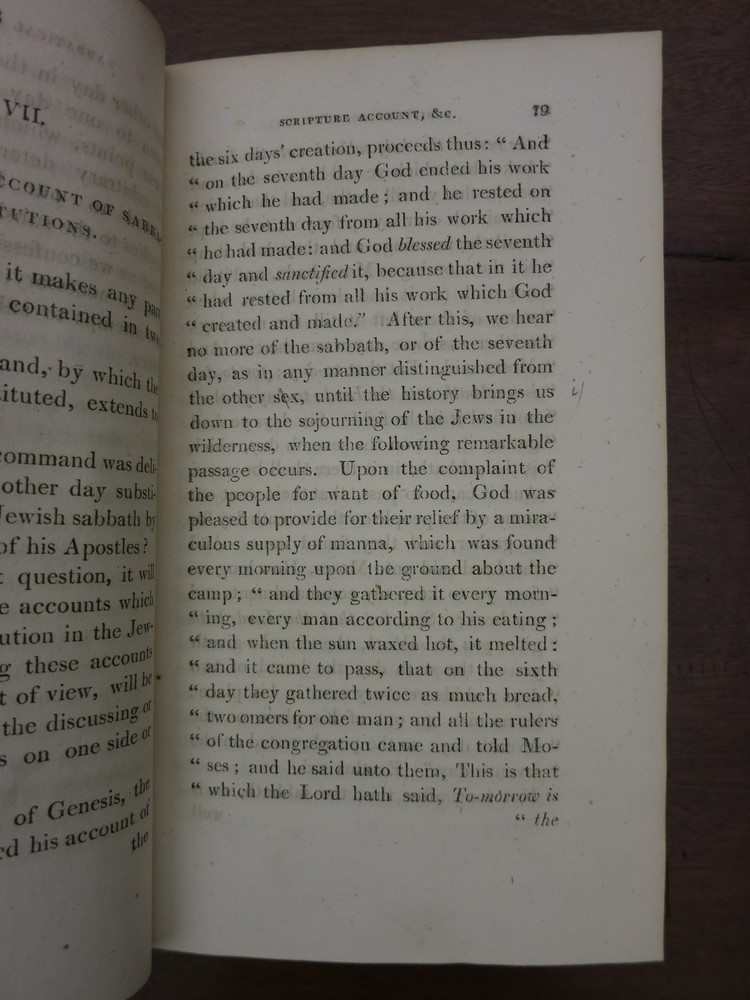 VII.
CCOUNT OF SABB
TUTIONS.
it makes any par
contained in two
and, by which the
ituted, extends to
command was deli-
other day substi-
Jewish sabbath by
of his Apostles?
question, it will
e accounts which
ution in the Jew-
g these accounts
t of view, will be
the discussing of
s on one side or
of Genesis, the
ed his account of
the
SCRIPTURE ACCOUNT, &c. 79
the six days' creation, proceeds thus: “ And
“ on the seventh day God ended his work
“ which he had made; and he rested on
“ the seventh day from all his work which
“ he had made: and God blessed the seventh
“ day and sanctified it, because that in it he
“ had rested from all his work which God
“ created and made.” After this, we hear
no more of the sabbath, or of the seventh
day, as in any manner distinguished from
the other sex, until the history brings us i/
down to the sojourning of the Jews in the
wilderness, when the following remarkable
passage occurs. Upon the complaint of
the people for want of food, God was
pleased to provide for their relief by a mira-
culous supply of manna, which was found
every morning upon the ground about the
camp; “ and they gathered it every morn-
“ ing, every man according to his eating;
“ and when the sun waxed hot, it melted:
“ and it came to pass, that on the sixth
“ day they gathered twice as much bread,
“ two omers for one man; and all the rulers
“ of the congregation came and told Mo-
“ ses; and he said unto them, This is that
“ which the Lord hath said, To-morrow is
“ the